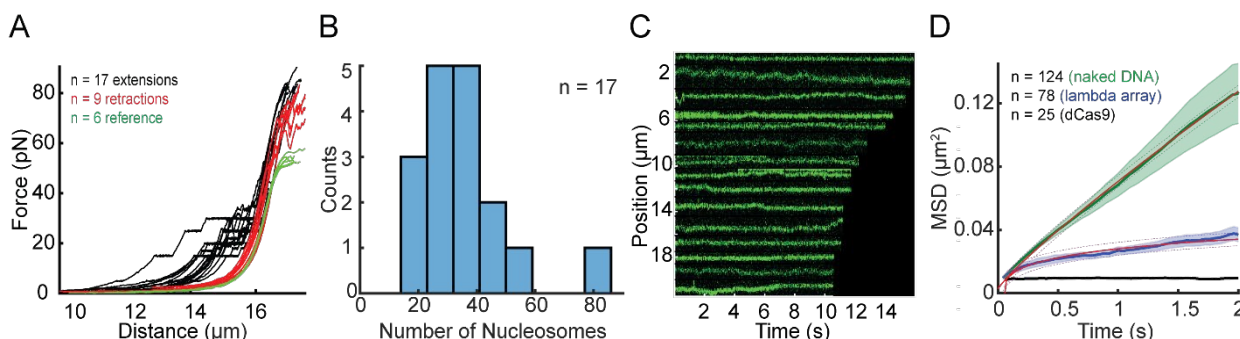 A
n = 17 extensions
n = 9 retractions
n = 6 reference
Force (pN)
80
60
40
20
0
10
12
14
16
Distance (µm)
B
n = 17
Counts
5
4
3
2
1
0
0
20
40
60
80
Number of Nucleosomes
C
Position (µm)
2
6
10
14
18
2 4 6 8 10 12 14
Time (s)
D
n = 124 (naked DNA)
n = 78 (lambda array)
n = 25 (dCas9)
MSD (µm²)
0.12
0.08
0.04
0
0
0.5
1
1.5
2
Time (s)